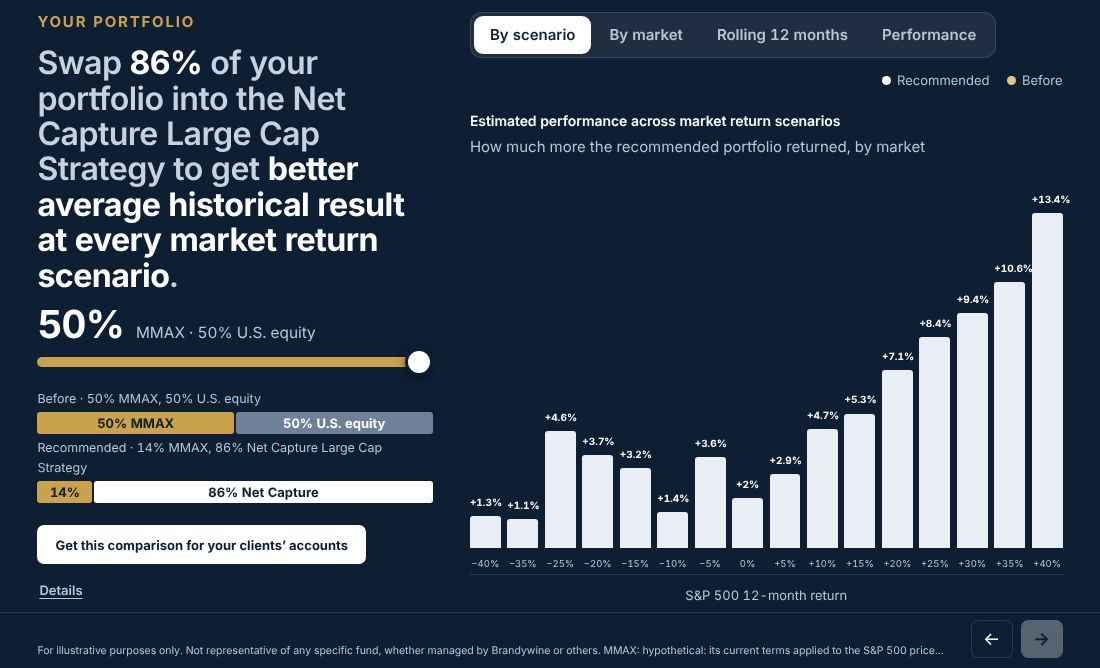 YOUR PORTFOLIO
Swap 86% of your
portfolio into the Net
Capture Large Cap
Strategy to get better
average historical result
at every market return
scenario.
50% MMAX · 50% U.S. equity
Before · 50% MMAX, 50% U.S. equity
50% MMAX 50% U.S. equity
Recommended · 14% MMAX, 86% Net Capture Large Cap
Strategy
14% 86% Net Capture
Get this comparison for your clients’ accounts
Details
By scenario By market Rolling 12 months Performance
Recommended Before
Estimated performance across market return scenarios
How much more the recommended portfolio returned, by market
+1.3% +1.1% +4.6% +3.7% +3.2% +1.4% +3.6% +2% +2.9% +4.7% +5.3% +7.1% +8.4% +9.4% +10.6% +13.4%
−40% −35% −25% −20% −15% −10% −5% 0% +5% +10% +15% +20% +25% +30% +35% +40%
S&P 500 12-month return
For illustrative purposes only. Not representative of any specific fund, whether managed by Brandywine or others. MMAX: hypothetical: its current terms applied to the S&P 500 price…
← →